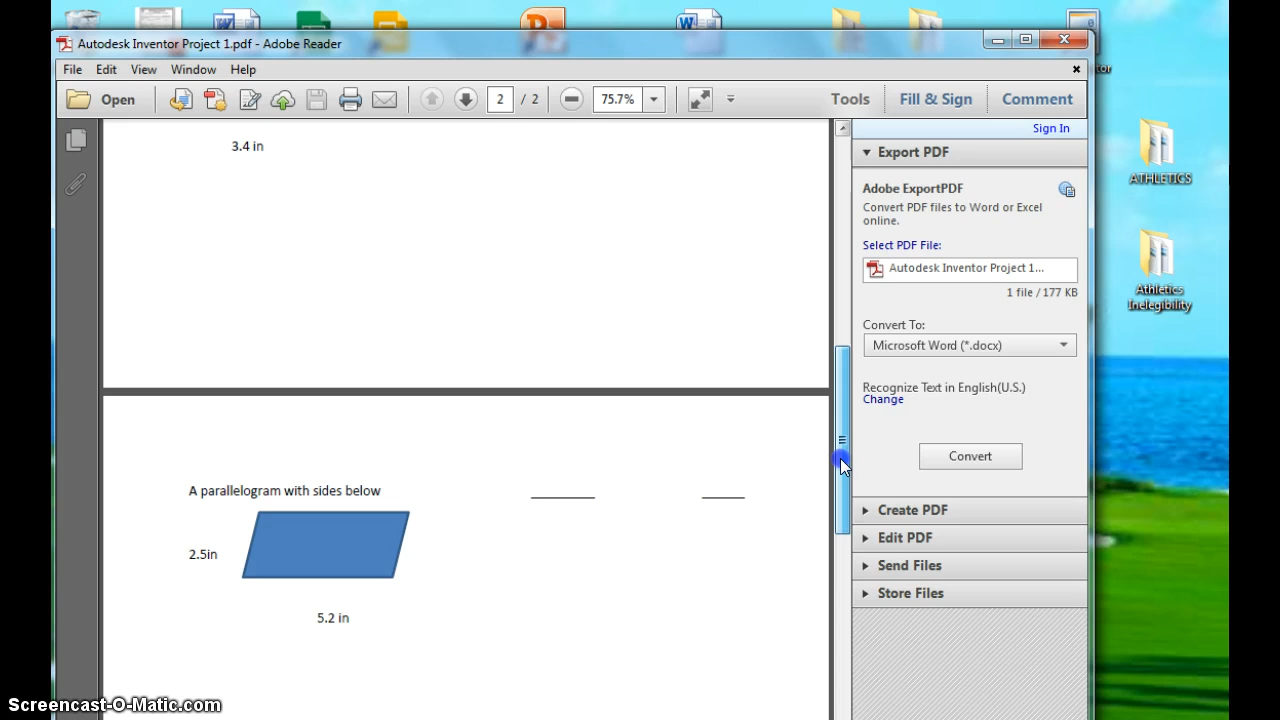 Autodesk Inventor Project 1.pdf - Adobe Reader
File Edit View Window Help
Open 2 / 2 75.7% Tools Fill & Sign Comment
3.4 in
A parallelogram with sides below
2.5in
5.2 in
Sign In
Export PDF
Adobe ExportPDF
Convert PDF files to Word or Excel
online.
Select PDF File:
Autodesk Inventor Project 1...
1 file / 177 KB
Convert To:
Microsoft Word (*.docx)
Recognize Text in English(U.S.)
Change
Convert
Create PDF
Edit PDF
Send Files
Store Files
tor
ATHLETICS
Athletics
Inelegibility
Screencast-O-Matic.com